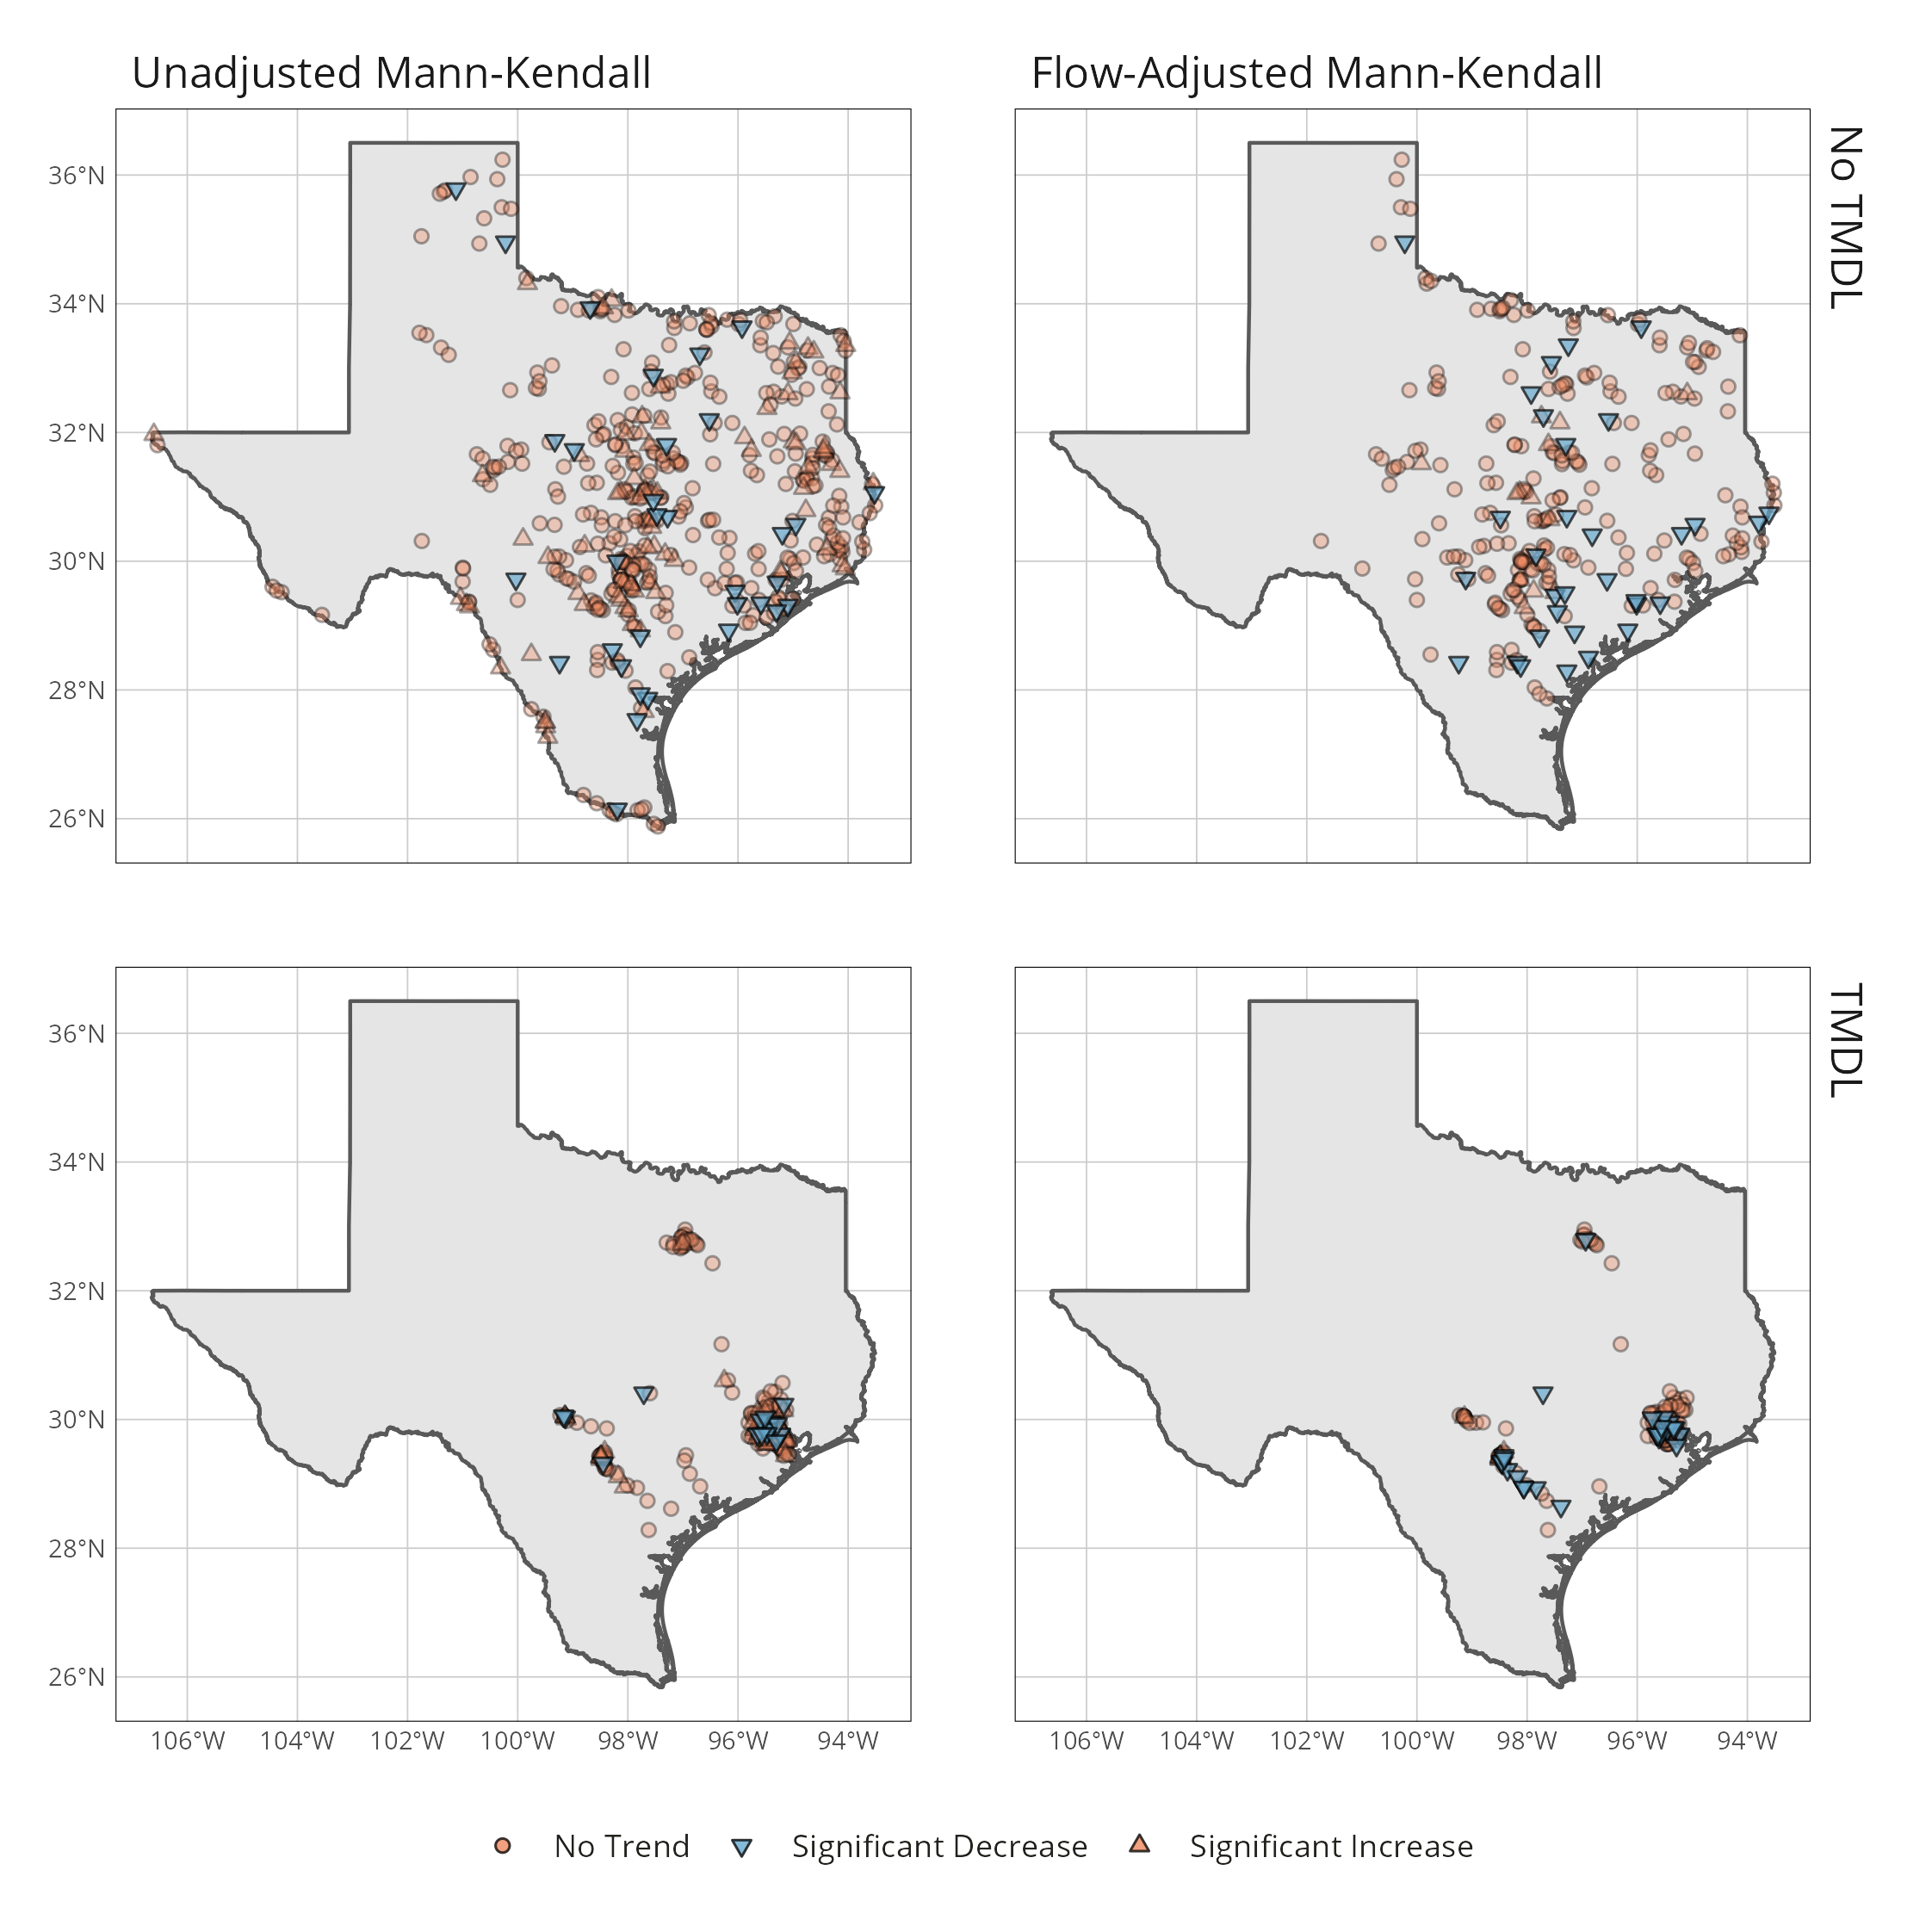 Unadjusted Mann-Kendall
Flow-Adjusted Mann-Kendall
No TMDL
36°N
34°N
32°N
30°N
28°N
26°N
TMDL
36°N
34°N
32°N
30°N
28°N
26°N
106°W 104°W 102°W 100°W 98°W 96°W 94°W
106°W 104°W 102°W 100°W 98°W 96°W 94°W
No Trend Significant Decrease Significant Increase